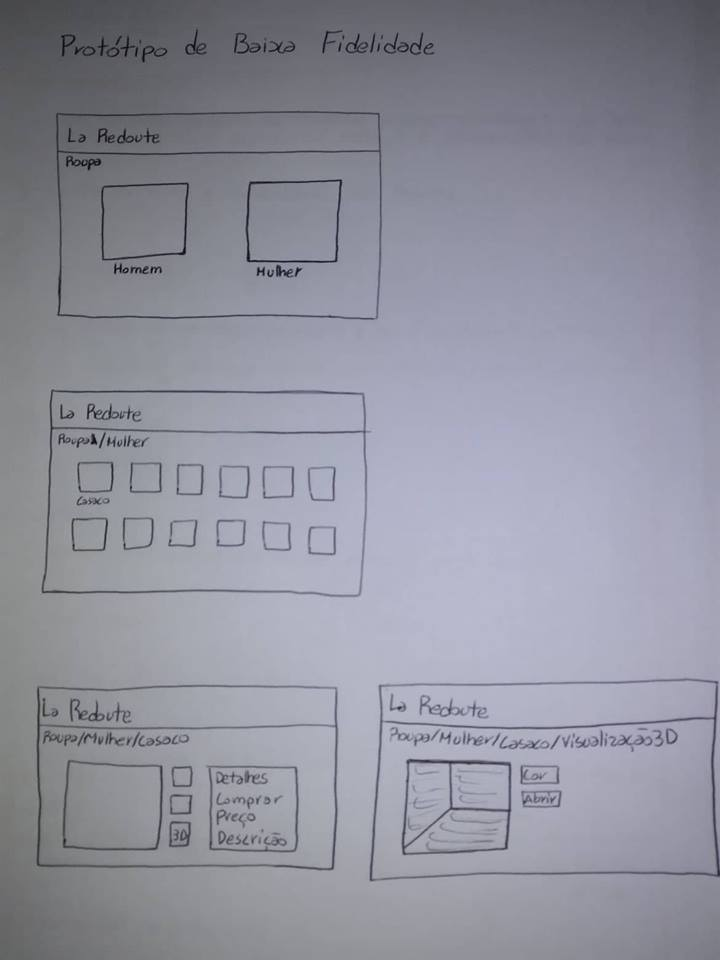 Protótipo de Baixa Fidelidade
La Redoute
Roupa
Homem
Mulher
La Redoute
Roupa/Mulher
Casaco
La Redoute
Roupa/Mulher/Casaco
3D
Detalhes
Comprar
Preço
Descrição
La Redoute
Roupa/Mulher/Casaco/Visualização3D
Cor
Abrir